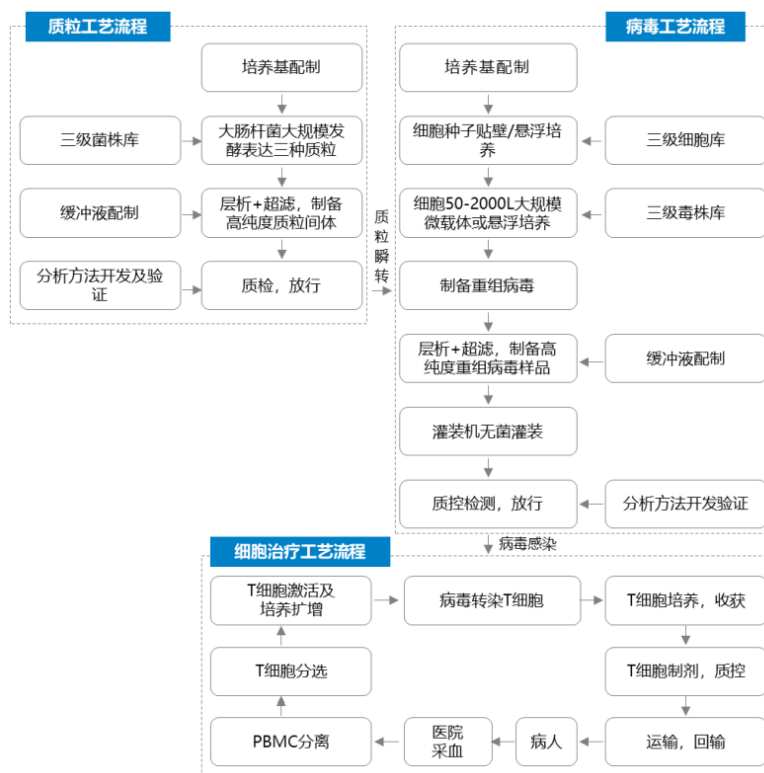 质粒工艺流程
培养基配制
三级菌株库
大肠杆菌大规模发
酵表达三种质粒
缓冲液配制
层析+超滤，制备
高纯度质粒间体
分析方法开发及验
证
质检，放行
质
粒
瞬
转
病毒工艺流程
培养基配制
细胞种子贴壁/悬浮培
养
三级细胞库
细胞50-2000L大规模
微载体或悬浮培养
三级毒株库
制备重组病毒
层析+超滤，制备高
纯度重组病毒样品
缓冲液配制
灌装机无菌灌装
质控检测，放行
分析方法开发验证
病毒感染
细胞治疗工艺流程
T细胞激活及
培养扩增
病毒转染T细胞
T细胞培养，收获
T细胞分选
T细胞制剂，质控
PBMC分离
医院
采血
病人
运输，回输